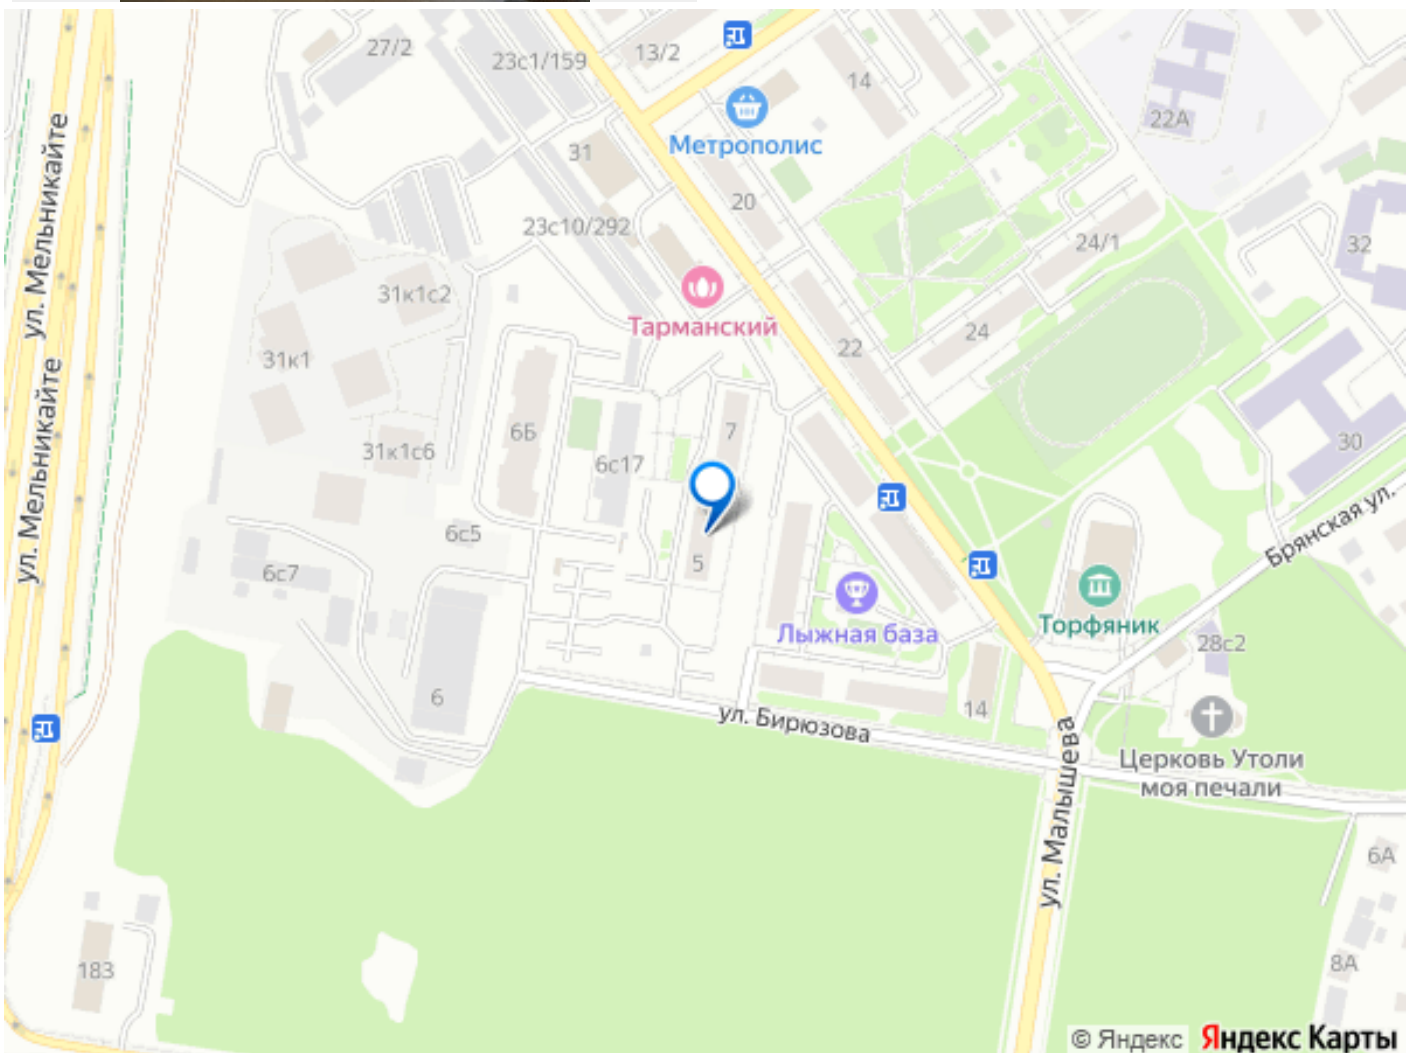 27/2
23с1/159
13/2
14
22А
Метрополис
31
20
23с10/292
24/1
32
ул. Мельникайте
ул. Мельникайте
31к1с2
Тарманский
31к1
22
24
6Б
7
31к1с6
6с17
30
ул. Мельникайте
6с5
5
Брянская ул.
6с7
Лыжная база
Торфяник
28с2
6
14
ул. Бирюзова
Церковь Утоли
моя печали
ул. Малышева
6А
183
8А
© Яндекс Яндекс Карты